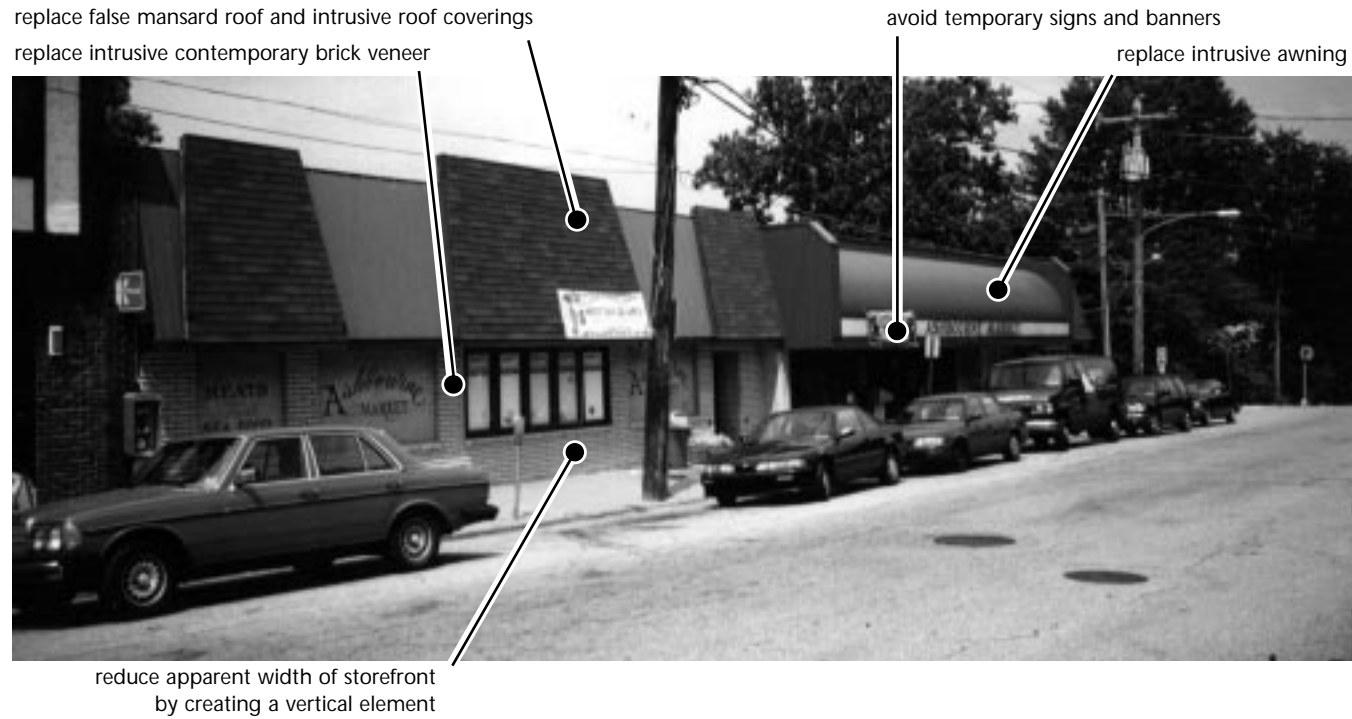 replace false mansard roof and intrusive roof coverings
avoid temporary signs and banners
replace intrusive contemporary brick veneer
replace intrusive awning
MEATS
Ashbourne
MARKET
reduce apparent width of storefront
by creating a vertical element